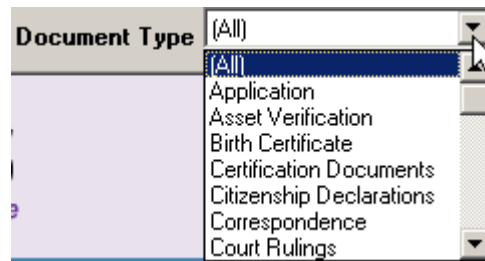 Document Type (All)
(All)
Application
Asset Verification
Birth Certificate
Certification Documents
Citizenship Declarations
Correspondence
Court Rulings